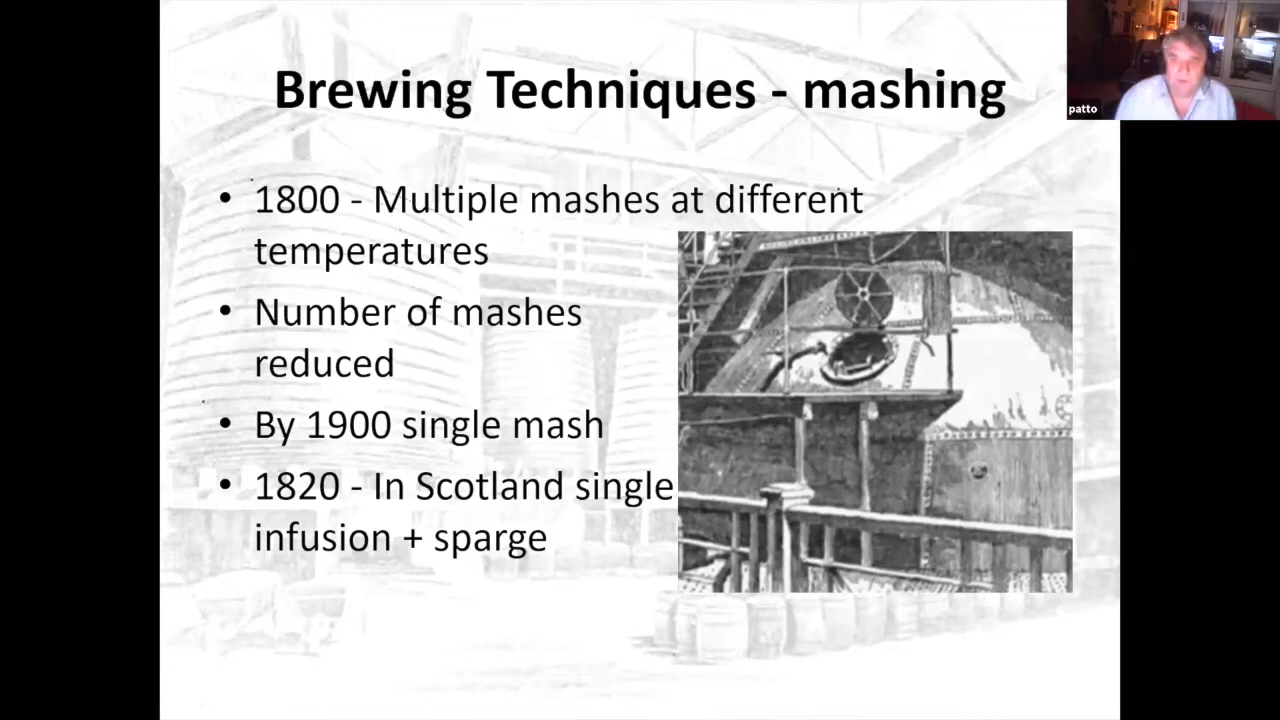 Brewing Techniques - mashing
patto
• 1800 - Multiple mashes at different
temperatures
• Number of mashes
reduced
• By 1900 single mash
• 1820 - In Scotland single
infusion + sparge